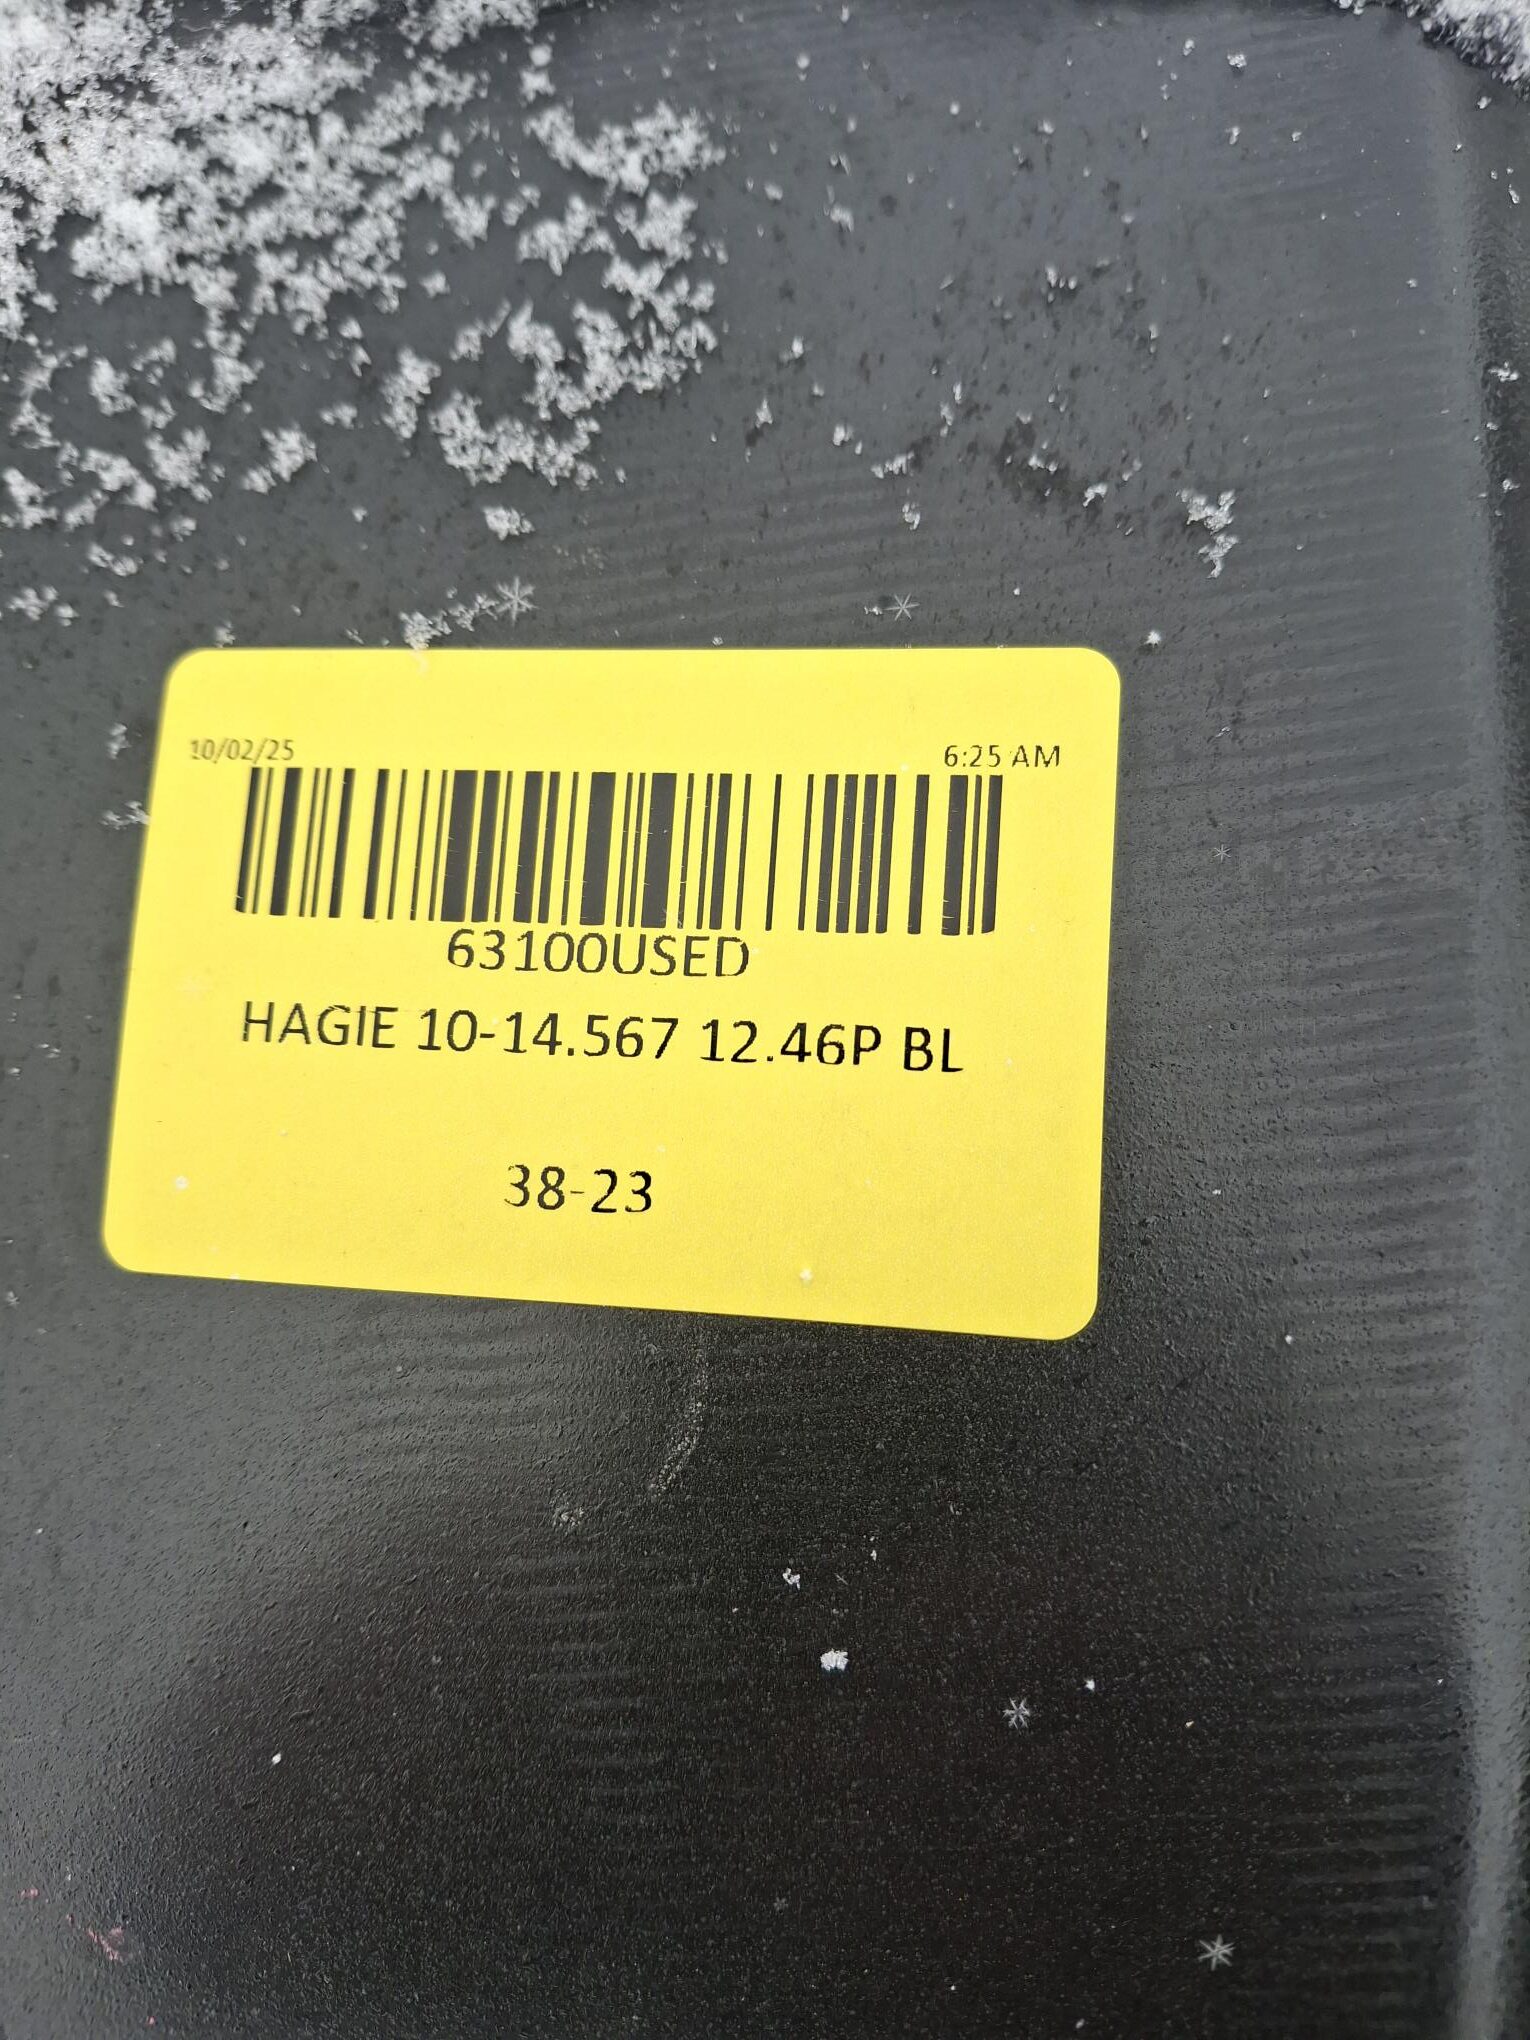 10/02/25 6:25 AM
63100USED
HAGIE 10-14.567 12.46P BL
38-23